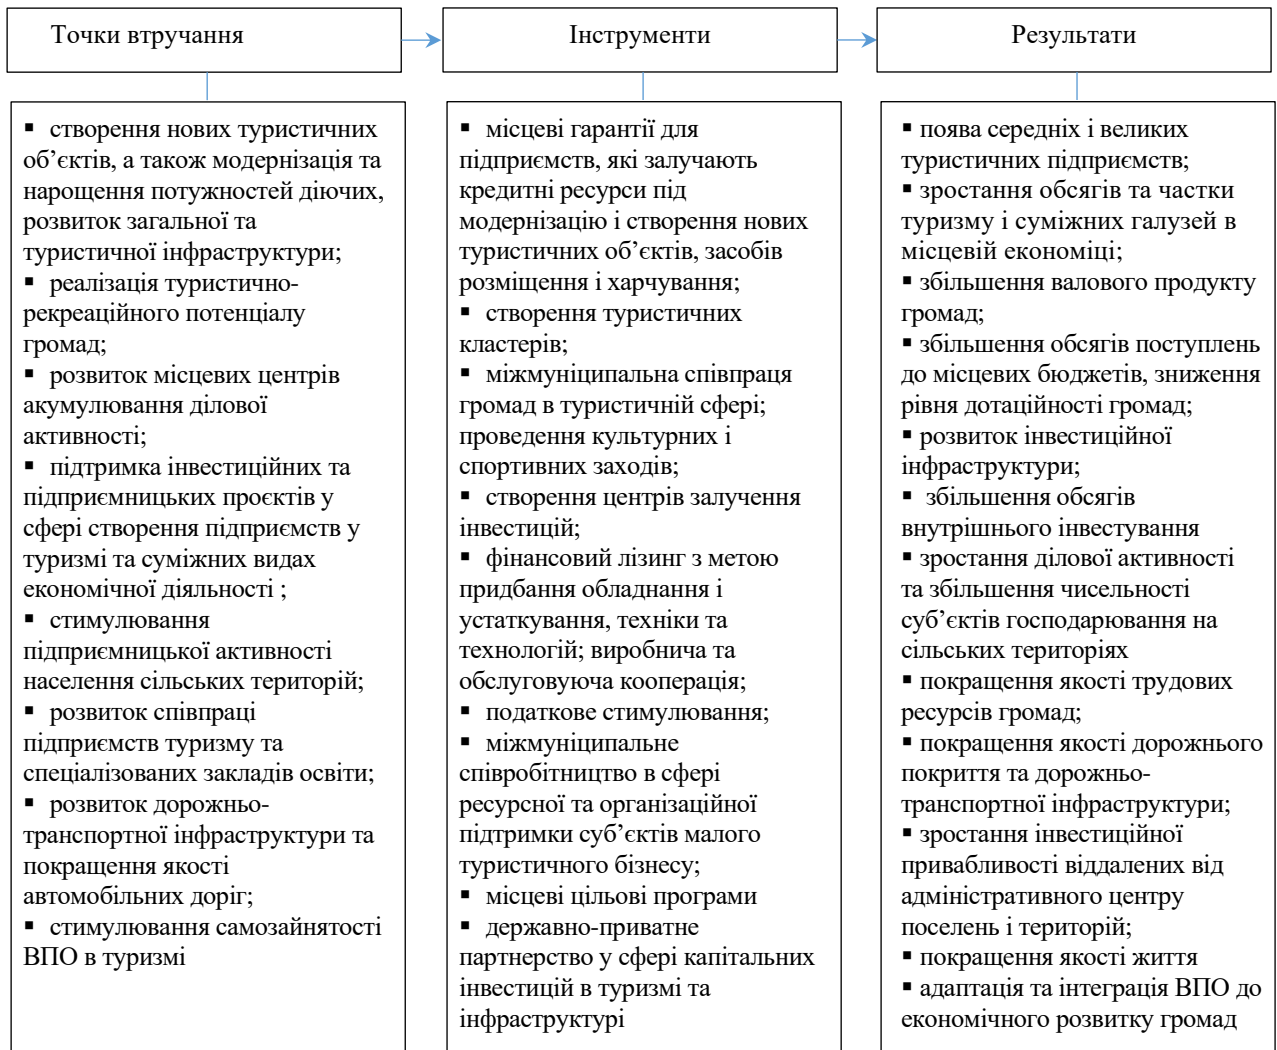 Точки втручання
Інструменти
Результати
▪ створення нових туристичних
об’єктів, а також модернізація та
нарощення потужностей діючих,
розвиток загальної та
туристичної інфраструктури;
▪ реалізація туристично-
рекреаційного потенціалу
громад;
▪ розвиток місцевих центрів
акумулювання ділової
активності;
▪ підтримка інвестиційних та
підприємницьких проєктів у
сфері створення підприємств у
туризмі та суміжних видах
економічної діяльності ;
▪ стимулювання
підприємницької активності
населення сільських територій;
▪ розвиток співпраці
підприємств туризму та
спеціалізованих закладів освіти;
▪ розвиток дорожньо-
транспортної інфраструктури та
покращення якості
автомобільних доріг;
▪ стимулювання самозайнятості
ВПО в туризмі
▪ місцеві гарантії для
підприємств, які залучають
кредитні ресурси під
модернізацію і створення нових
туристичних об’єктів, засобів
розміщення і харчування;
▪ створення туристичних
кластерів;
▪ міжмуніципальна співпраця
громад в туристичній сфері;
проведення культурних і
спортивних заходів;
▪ створення центрів залучення
інвестицій;
▪ фінансовий лізинг з метою
придбання обладнання і
устаткування, техніки та
технологій; виробнича та
обслуговуюча кооперація;
▪ податкове стимулювання;
▪ міжмуніципальне
співробітництво в сфері
ресурсної та організаційної
підтримки суб’єктів малого
туристичного бізнесу;
▪ місцеві цільові програми
▪ державно-приватне
партнерство у сфері капітальних
інвестицій в туризмі та
інфраструктурі
▪ поява середніх і великих
туристичних підприємств;
▪ зростання обсягів та частки
туризму і суміжних галузей в
місцевій економіці;
▪ збільшення валового продукту
громад;
▪ збільшення обсягів поступлень
до місцевих бюджетів, зниження
рівня дотаційності громад;
▪ розвиток інвестиційної
інфраструктури;
▪ збільшення обсягів
внутрішнього інвестування
▪ зростання ділової активності
та збільшення чисельності
суб’єктів господарювання на
сільських територіях
▪ покращення якості трудових
ресурсів громад;
▪ покращення якості дорожнього
покриття та дорожньо-
транспортної інфраструктури;
▪ зростання інвестиційної
привабливості віддалених від
адміністративного центру
поселень і територій;
▪ покращення якості життя
▪ адаптація та інтеграція ВПО до
економічного розвитку громад